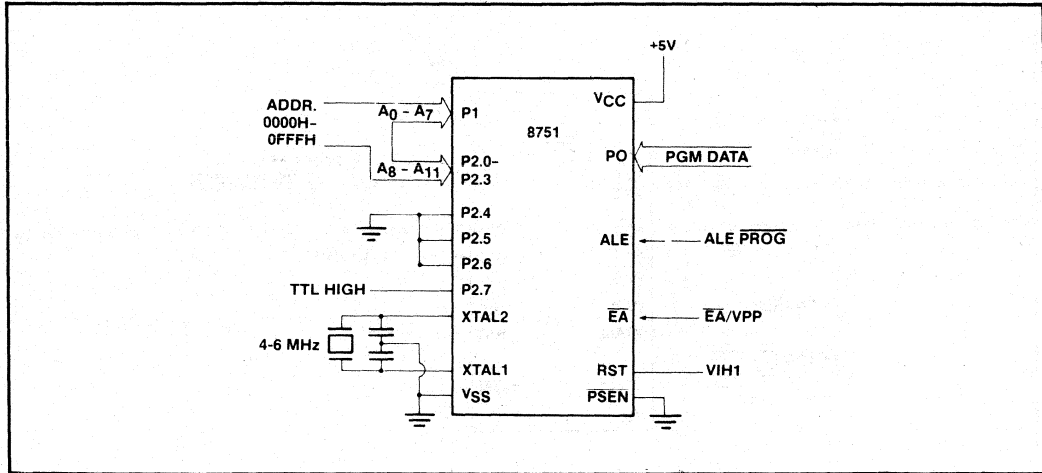 +5V
ADDR.
0000H-
0FFFH
A0 - A7
A8 - A11
P1
P2.0-
P2.3
P2.4
P2.5
P2.6
P2.7
TTL HIGH
XTAL2
4-6 MHz
XTAL1
VSS
8751
VCC
PO
PGM DATA
ALE
ALE PROG
EA
EA/VPP
RST
VIH1
PSEN